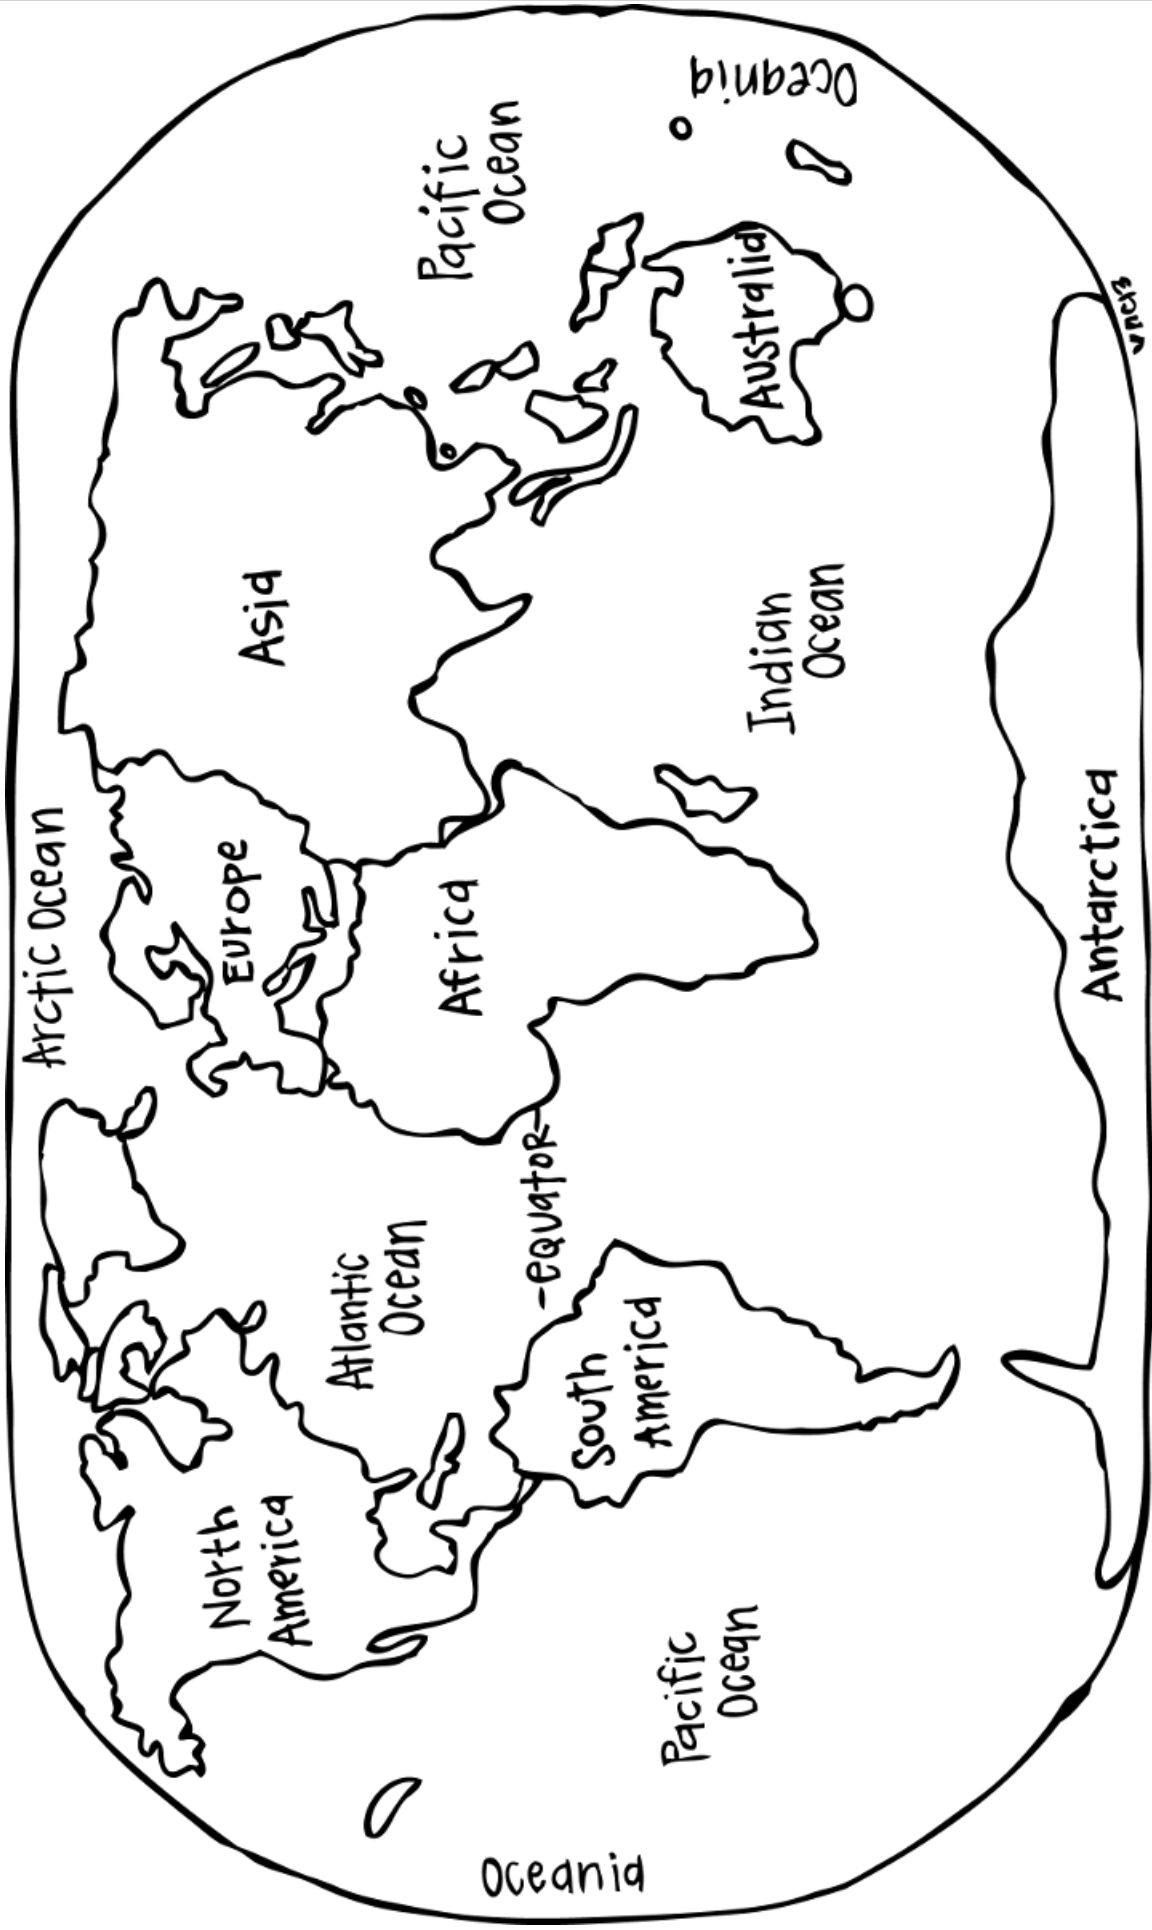 Arctic Ocean
North
America
Europe
Asia
Atlantic
Ocean
Pacific
Ocean
Africa
-equatoR-
South
America
Oceania
Pacific
Ocean
Indian
Ocean
Australia
Oceania
Antarctica